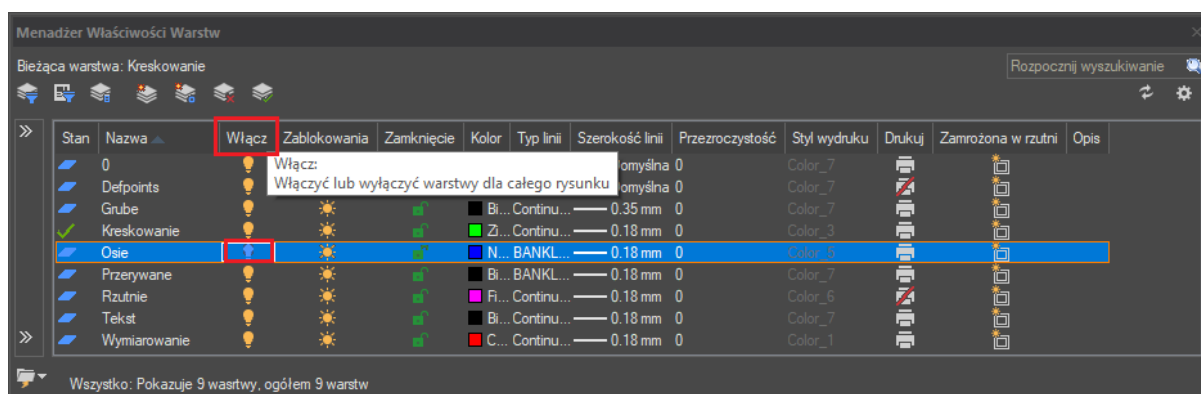 Menadżer Właściwości Warstw
Bieżąca warstwa: Kreskowanie
Rozpocznij wyszukiwanie
Stan Nazwa Włącz Zablokowania Zamknięcie Kolor Typ linii Szerokość linii Przezroczystość Styl wydruku Drukuj Zamrożona w rzutni Opis
0 omyślna 0 Color_7
Włącz:
Włączyć lub wyłączyć warstwy dla całego rysunku
Defpoints omyślna 0 Color_7
Grube Bi... Continu... 0.35 mm 0 Color_7
Kreskowanie Zi... Continu... 0.18 mm 0 Color_3
Osie N... BANKL... 0.18 mm 0 Color_5
Przerywane Bi... BANKL... 0.18 mm 0 Color_7
Rzutnie Fi... Continu... 0.18 mm 0 Color_6
Tekst Bi... Continu... 0.18 mm 0 Color_7
Wymiarowanie C... Continu... 0.18 mm 0 Color_1
Wszystko: Pokazuje 9 wasrtwy, ogółem 9 warstw